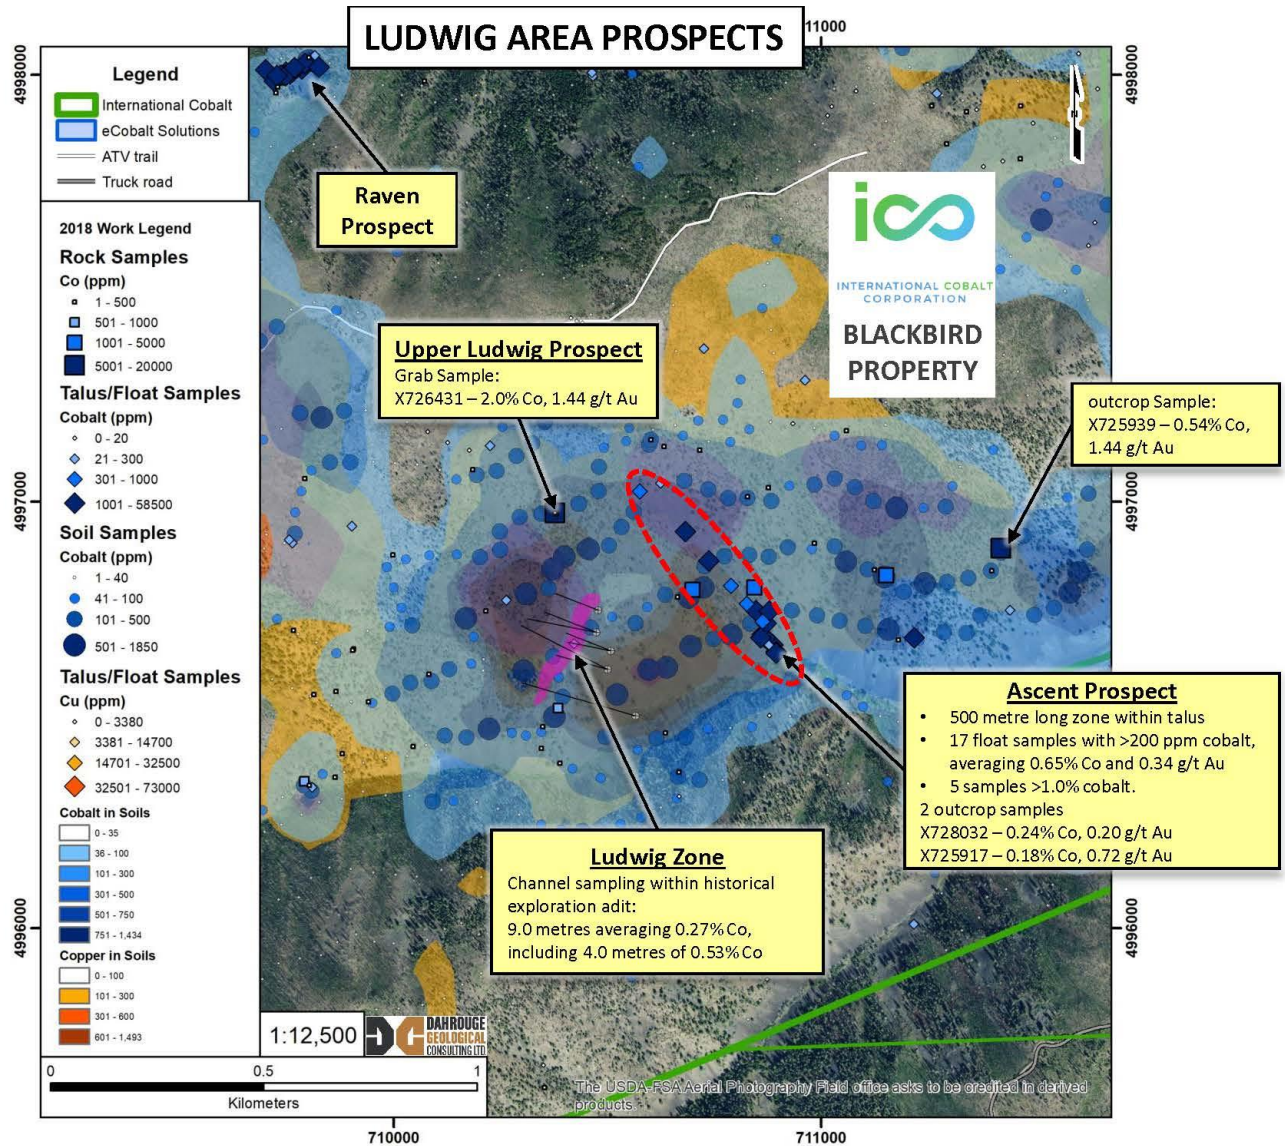 LUDWIG AREA PROSPECTS
11000
4998000
4998000
Legend
International Cobalt
eCobalt Solutions
ATV trail
Truck road
2018 Work Legend
Rock Samples
Co (ppm)
1 - 500
501 - 1000
1001 - 5000
5001 - 20000
Talus/Float Samples
Cobalt (ppm)
0 - 20
21 - 300
301 - 1000
1001 - 58500
Soil Samples
Cobalt (ppm)
1 - 40
41 - 100
101 - 500
501 - 1850
Talus/Float Samples
Cu (ppm)
0 - 3380
3381 - 14700
14701 - 32500
32501 - 73000
Cobalt in Soils
0 - 35
36 - 100
101 - 300
301 - 500
501 - 750
751 - 1,434
Copper in Soils
0 - 100
101 - 300
301 - 600
601 - 1,493
Raven
Prospect
N
ico
INTERNATIONAL COBALT
CORPORATION
BLACKBIRD
PROPERTY
Upper Ludwig Prospect
Grab Sample:
X726431 – 2.0% Co, 1.44 g/t Au
outcrop Sample:
X725939 – 0.54% Co,
1.44 g/t Au
4997000
4997000
Ascent Prospect
• 500 metre long zone within talus
• 17 float samples with >200 ppm cobalt,
averaging 0.65% Co and 0.34 g/t Au
• 5 samples >1.0% cobalt.
2 outcrop samples
X728032 – 0.24% Co, 0.20 g/t Au
X725917 – 0.18% Co, 0.72 g/t Au
Ludwig Zone
Channel sampling within historical
exploration adit:
9.0 metres averaging 0.27% Co,
including 4.0 metres of 0.53% Co
4996000
4996000
1:12,500
DG
DAHROUGE
GEOLOGICAL
CONSULTING LTD.
0
0.5
1
Kilometers
The USDA-FSA Aerial Photography Field office asks to be credited in derived
products.
710000
711000